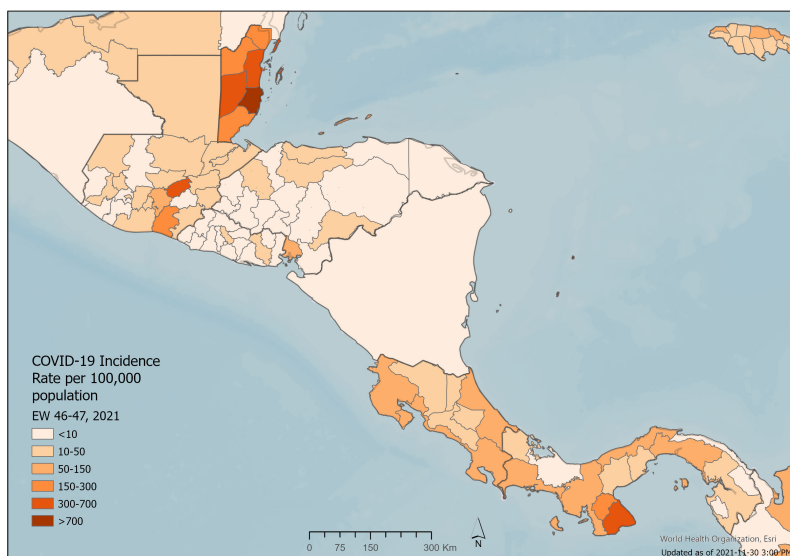 COVID-19 Incidence
Rate per 100,000
population
EW 46-47, 2021
<10
10-50
50-150
150-300
300-700
>700
0 75 150 300 Km
N
World Health Organization, Esri
Updated as of 2021-11-30 3:00 PM